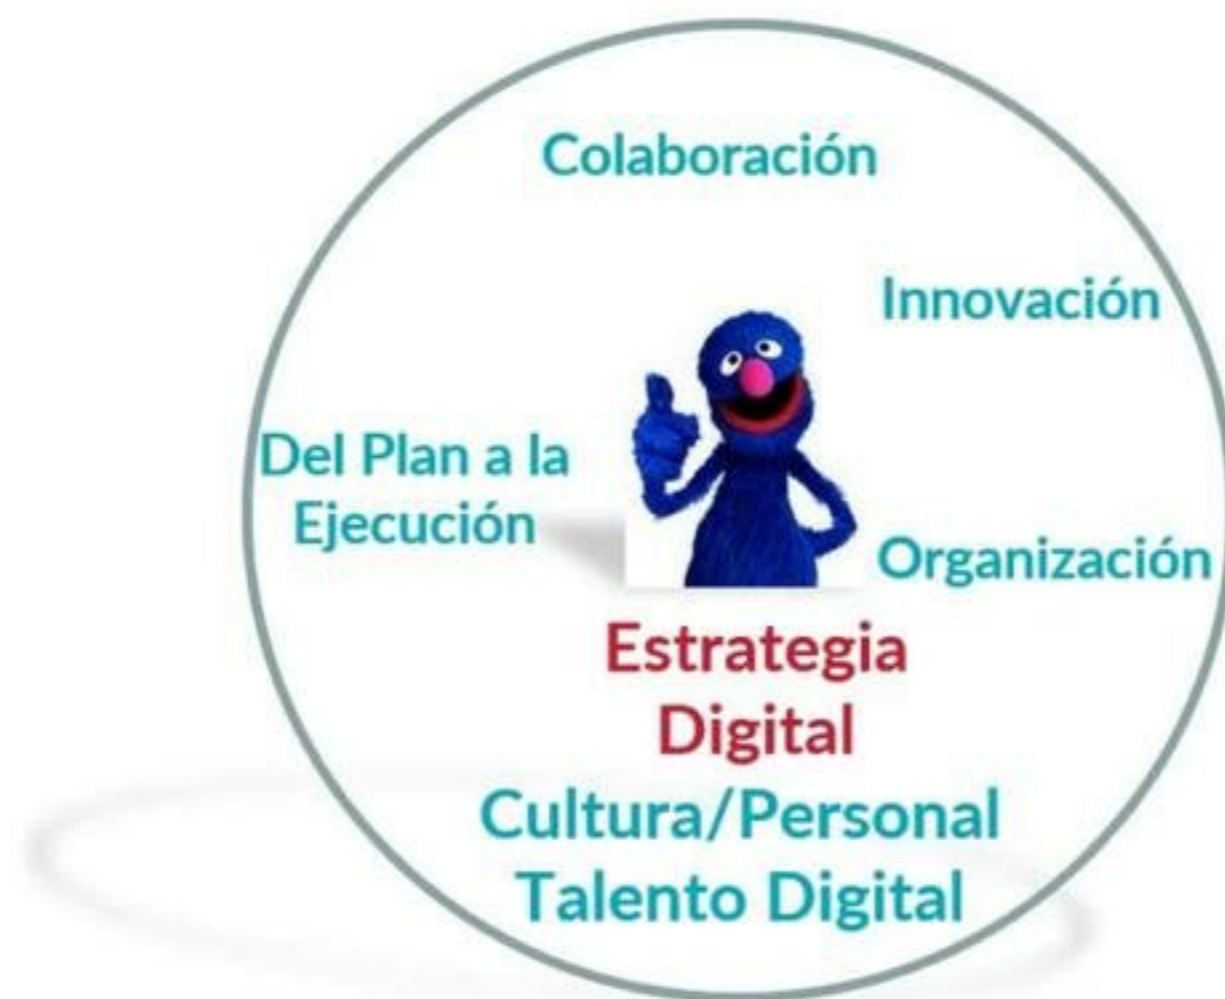 Colaboración
Innovación
Del Plan a la
Ejecución
Organización
Estrategia
Digital
Cultura/Personal
Talento Digital